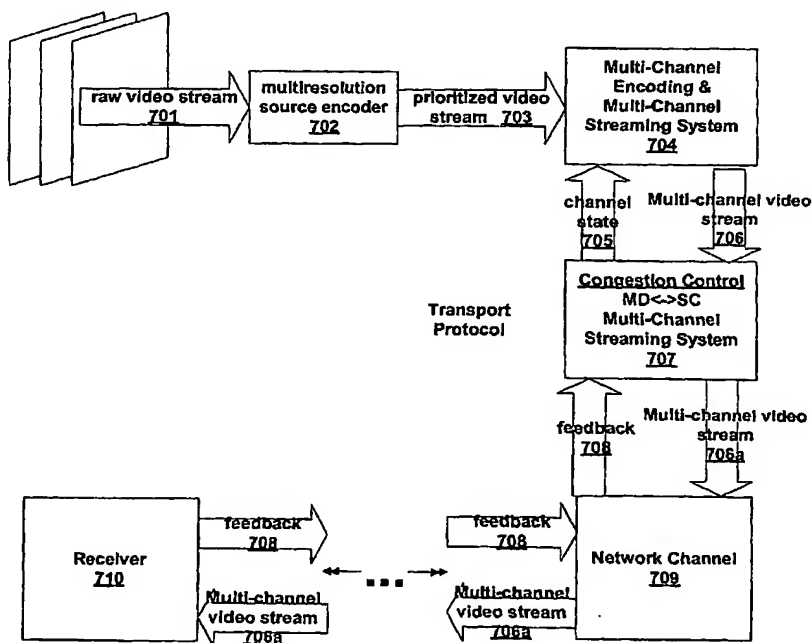 raw video stream
701
multiresolution
source encoder
702
prioritized video
stream 703
Multi-Channel
Encoding &
Multi-Channel
Streaming System
704
channel
state
705
Multi-channel video
stream
706
Congestion Control
MD<->SC
Multi-Channel
Streaming System
707
Transport
Protocol
feedback
708
Multi-channel video
stream
706a
Receiver
710
feedback
708
Multi-channel
video stream
706a
...
feedback
708
Multi-channel
video stream
706a
Network Channel
709